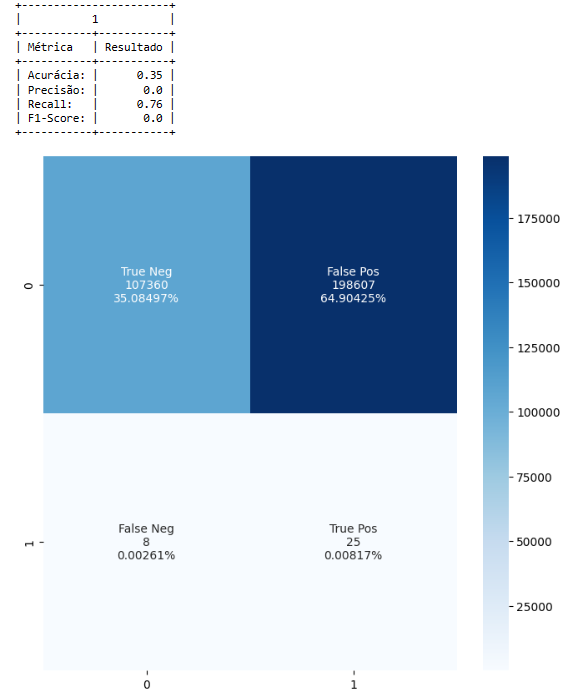 1
Métrica Resultado
Acurácia: 0.35
Precisão: 0.0
Recall: 0.76
F1-Score: 0.0
True Neg
107360
35.08497%
False Pos
198607
64.90425%
False Neg
8
0.00261%
True Pos
25
0.00817%
0
1
0
1
175000
150000
125000
100000
75000
50000
25000